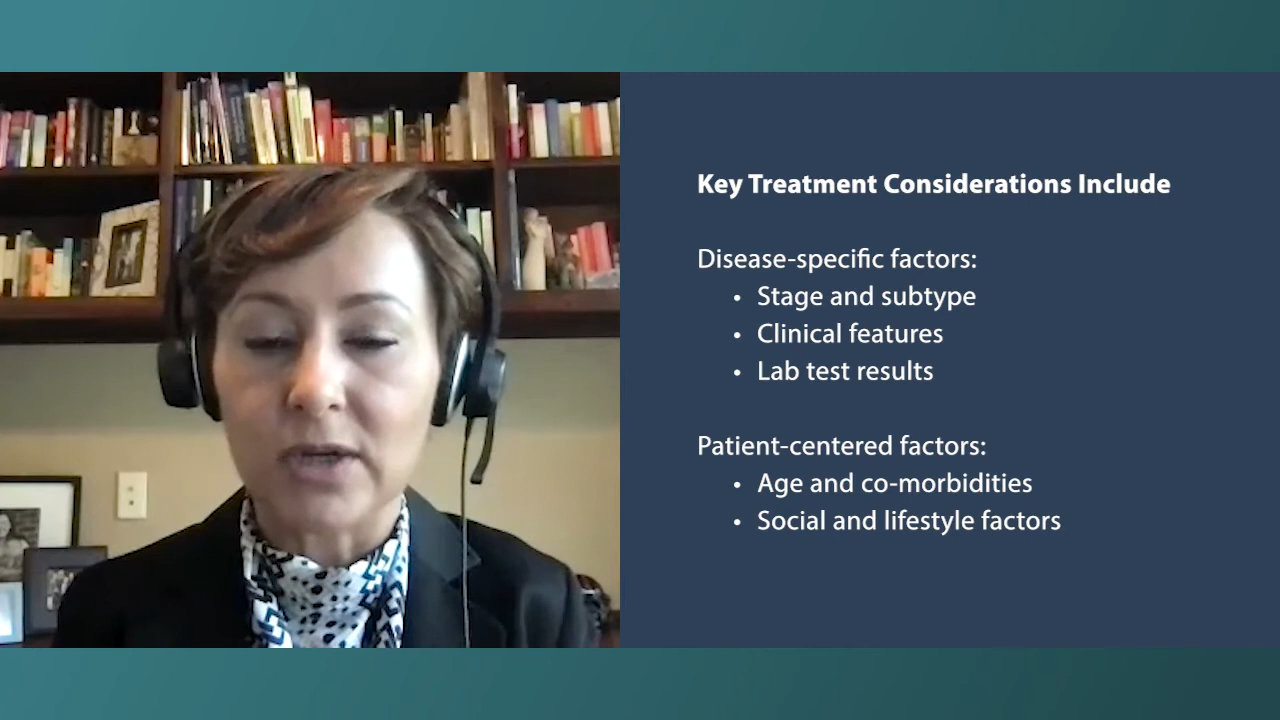 Key Treatment Considerations Include
Disease-specific factors:
• Stage and subtype
• Clinical features
• Lab test results
Patient-centered factors:
• Age and co-morbidities
• Social and lifestyle factors